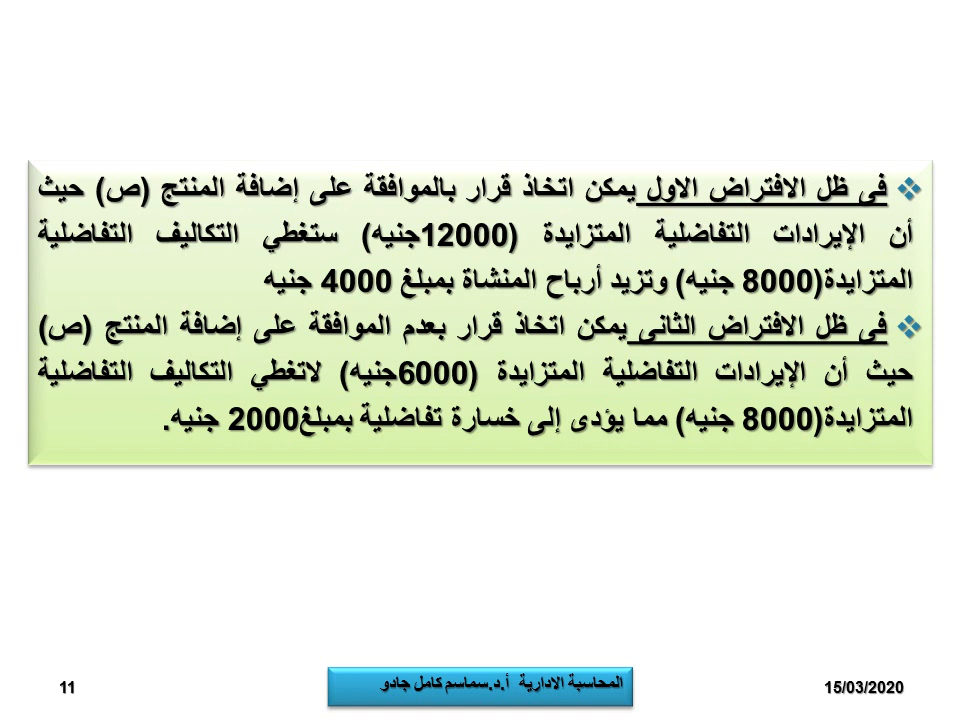 ❖ فى ظل الافتراض الاول يمكن اتخاذ قرار بالموافقة على إضافة المنتج (ص) حيث
أن الإيرادات التفاضلية المتزايدة (12000جنيه) ستغطي التكاليف التفاضلية
المتزايدة(8000 جنيه) وتزيد أرباح المنشاة بمبلغ 4000 جنيه
❖ فى ظل الافتراض الثانى يمكن اتخاذ قرار بعدم الموافقة على إضافة المنتج (ص)
حيث أن الإيرادات التفاضلية المتزايدة (6000جنيه) لاتغطي التكاليف التفاضلية
المتزايدة(8000 جنيه) مما يؤدى إلى خسارة تفاضلية بمبلغ2000 جنيه.
15/03/2020
المحاسبة الادارية أ.د.سماسم كامل جادو
11